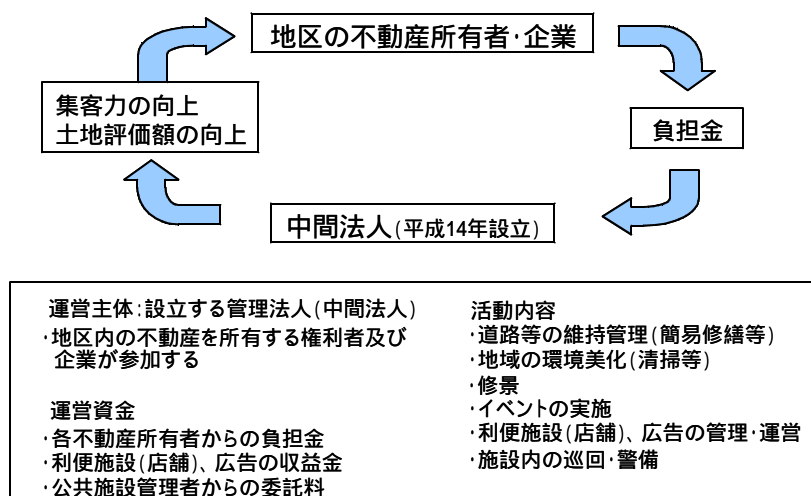 地区の不動産所有者･企業
集客力の向上
土地評価額の向上
負担金
中間法人(平成14年設立)
運営主体:設立する管理法人(中間法人)
･地区内の不動産を所有する権利者及び
企業が参加する
運営資金
･各不動産所有者からの負担金
･利便施設(店舗)、広告の収益金
･公共施設管理者からの委託料
活動内容
･道路等の維持管理(簡易修繕等)
･地域の環境美化(清掃等)
･修景
･イベントの実施
･利便施設(店舗)、広告の管理･運営
･施設内の巡回･警備